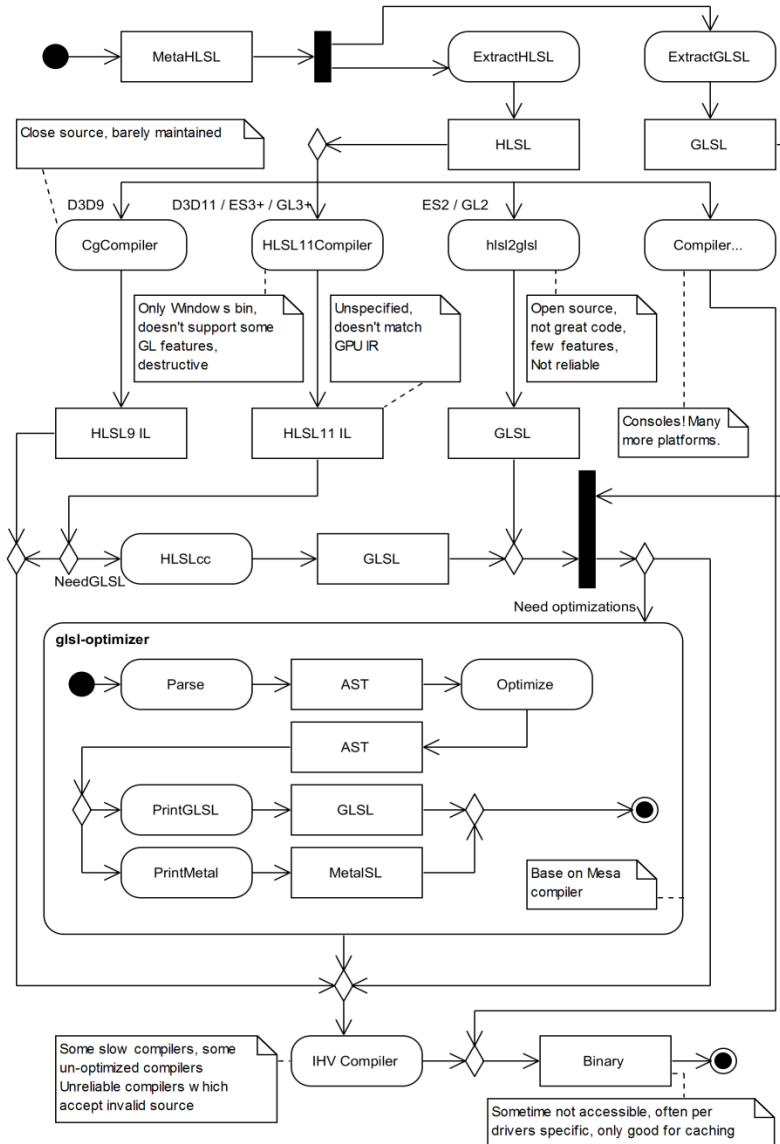 MetaHLSL
ExtractHLSL
ExtractGLSL
Close source, barely maintained
HLSL
GLSL
D3D9
D3D11 / ES3+ / GL3+
ES2 / GL2
CgCompiler
HLSL11Compiler
hlsl2glsl
Compiler...
Only Windows bin,
doesn't support some
GL features,
destructive
Unspecified,
doesn't match
GPU IR
Open source,
not great code,
few features,
Not reliable
HLSL9 IL
HLSL11 IL
GLSL
Consoles! Many
more platforms.
HLSLcc
GLSL
NeedGLSL
Need optimizations
glsl-optimizer
Parse
AST
Optimize
AST
PrintGLSL
GLSL
PrintMetal
MetalSL
Base on Mesa
compiler
Some slow compilers, some
un-optimized compilers
Unreliable compilers which
accept invalid source
IHV Compiler
Binary
Sometime not accessible, often per
drivers specific, only good for caching